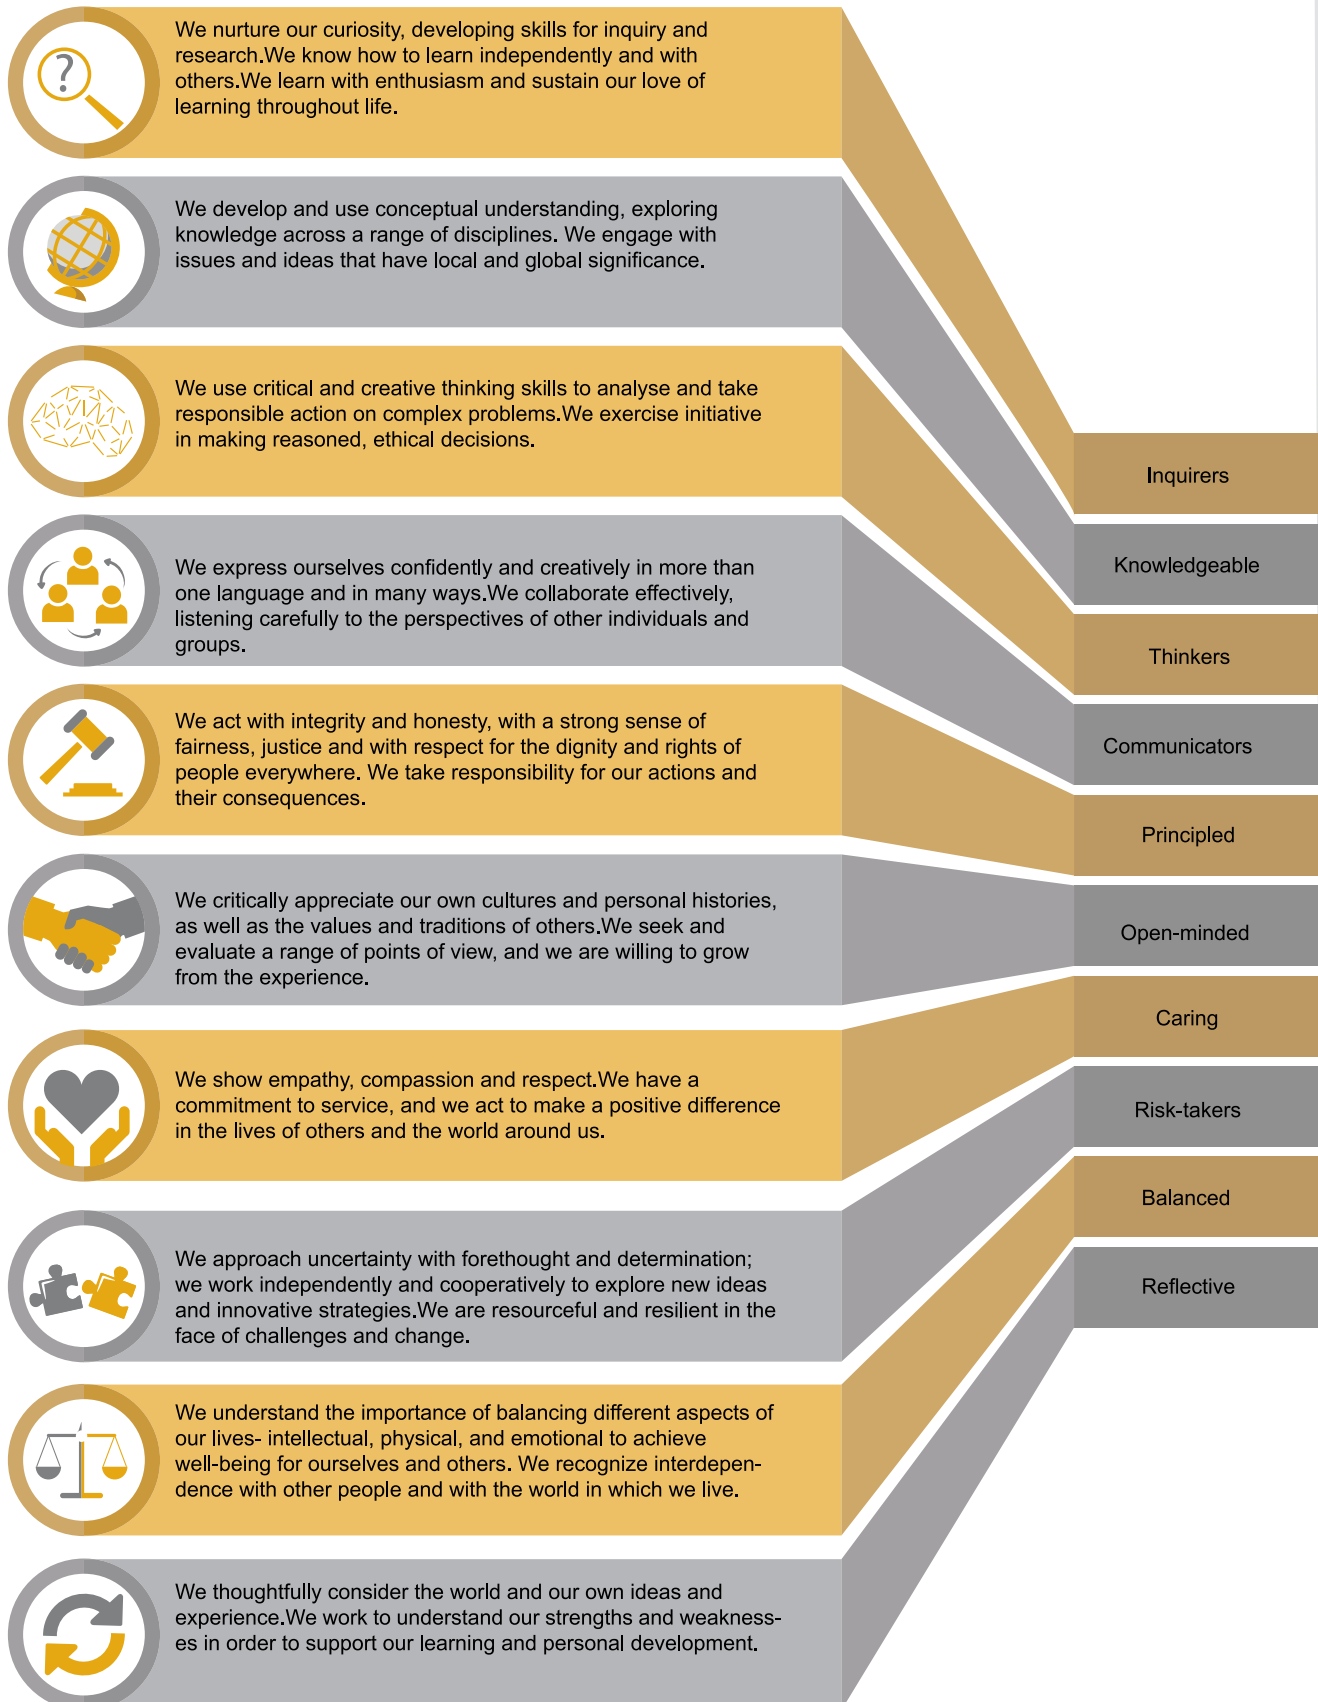 We nurture our curiosity, developing skills for inquiry and
research.We know how to learn independently and with
others.We learn with enthusiasm and sustain our love of
learning throughout life.
We develop and use conceptual understanding, exploring
knowledge across a range of disciplines. We engage with
issues and ideas that have local and global significance.
We use critical and creative thinking skills to analyse and take
responsible action on complex problems.We exercise initiative
in making reasoned, ethical decisions.
We express ourselves confidently and creatively in more than
one language and in many ways.We collaborate effectively,
listening carefully to the perspectives of other individuals and
groups.
We act with integrity and honesty, with a strong sense of
fairness, justice and with respect for the dignity and rights of
people everywhere. We take responsibility for our actions and
their consequences.
We critically appreciate our own cultures and personal histories,
as well as the values and traditions of others.We seek and
evaluate a range of points of view, and we are willing to grow
from the experience.
We show empathy, compassion and respect.We have a
commitment to service, and we act to make a positive difference
in the lives of others and the world around us.
We approach uncertainty with forethought and determination;
we work independently and cooperatively to explore new ideas
and innovative strategies.We are resourceful and resilient in the
face of challenges and change.
We understand the importance of balancing different aspects of
our lives- intellectual, physical, and emotional to achieve
well-being for ourselves and others. We recognize interdepen-
dence with other people and with the world in which we live.
We thoughtfully consider the world and our own ideas and
experience.We work to understand our strengths and weakness-
es in order to support our learning and personal development.
Inquirers
Knowledgeable
Thinkers
Communicators
Principled
Open-minded
Caring
Risk-takers
Balanced
Reflective
?